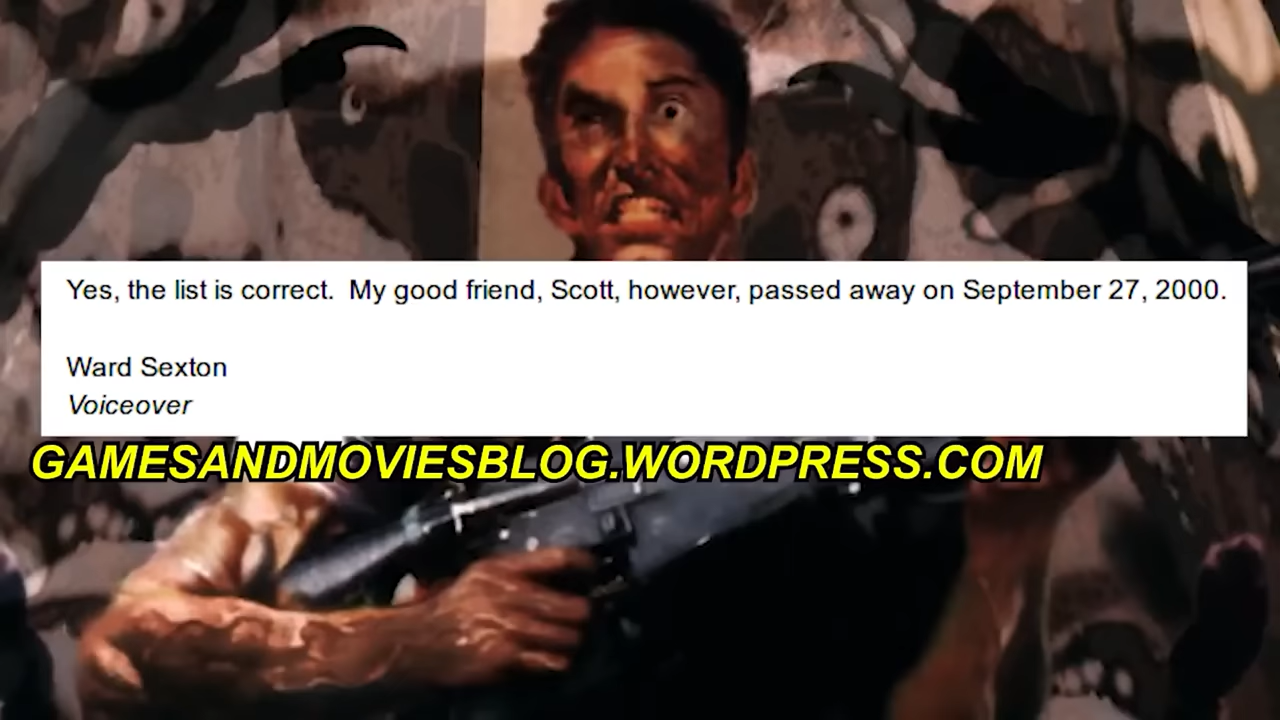 Yes, the list is correct.  My good friend, Scott, however, passed away on September 27, 2000.
Ward Sexton
Voiceover
GAMESANDMOVIESBLOG.WORDPRESS.COM